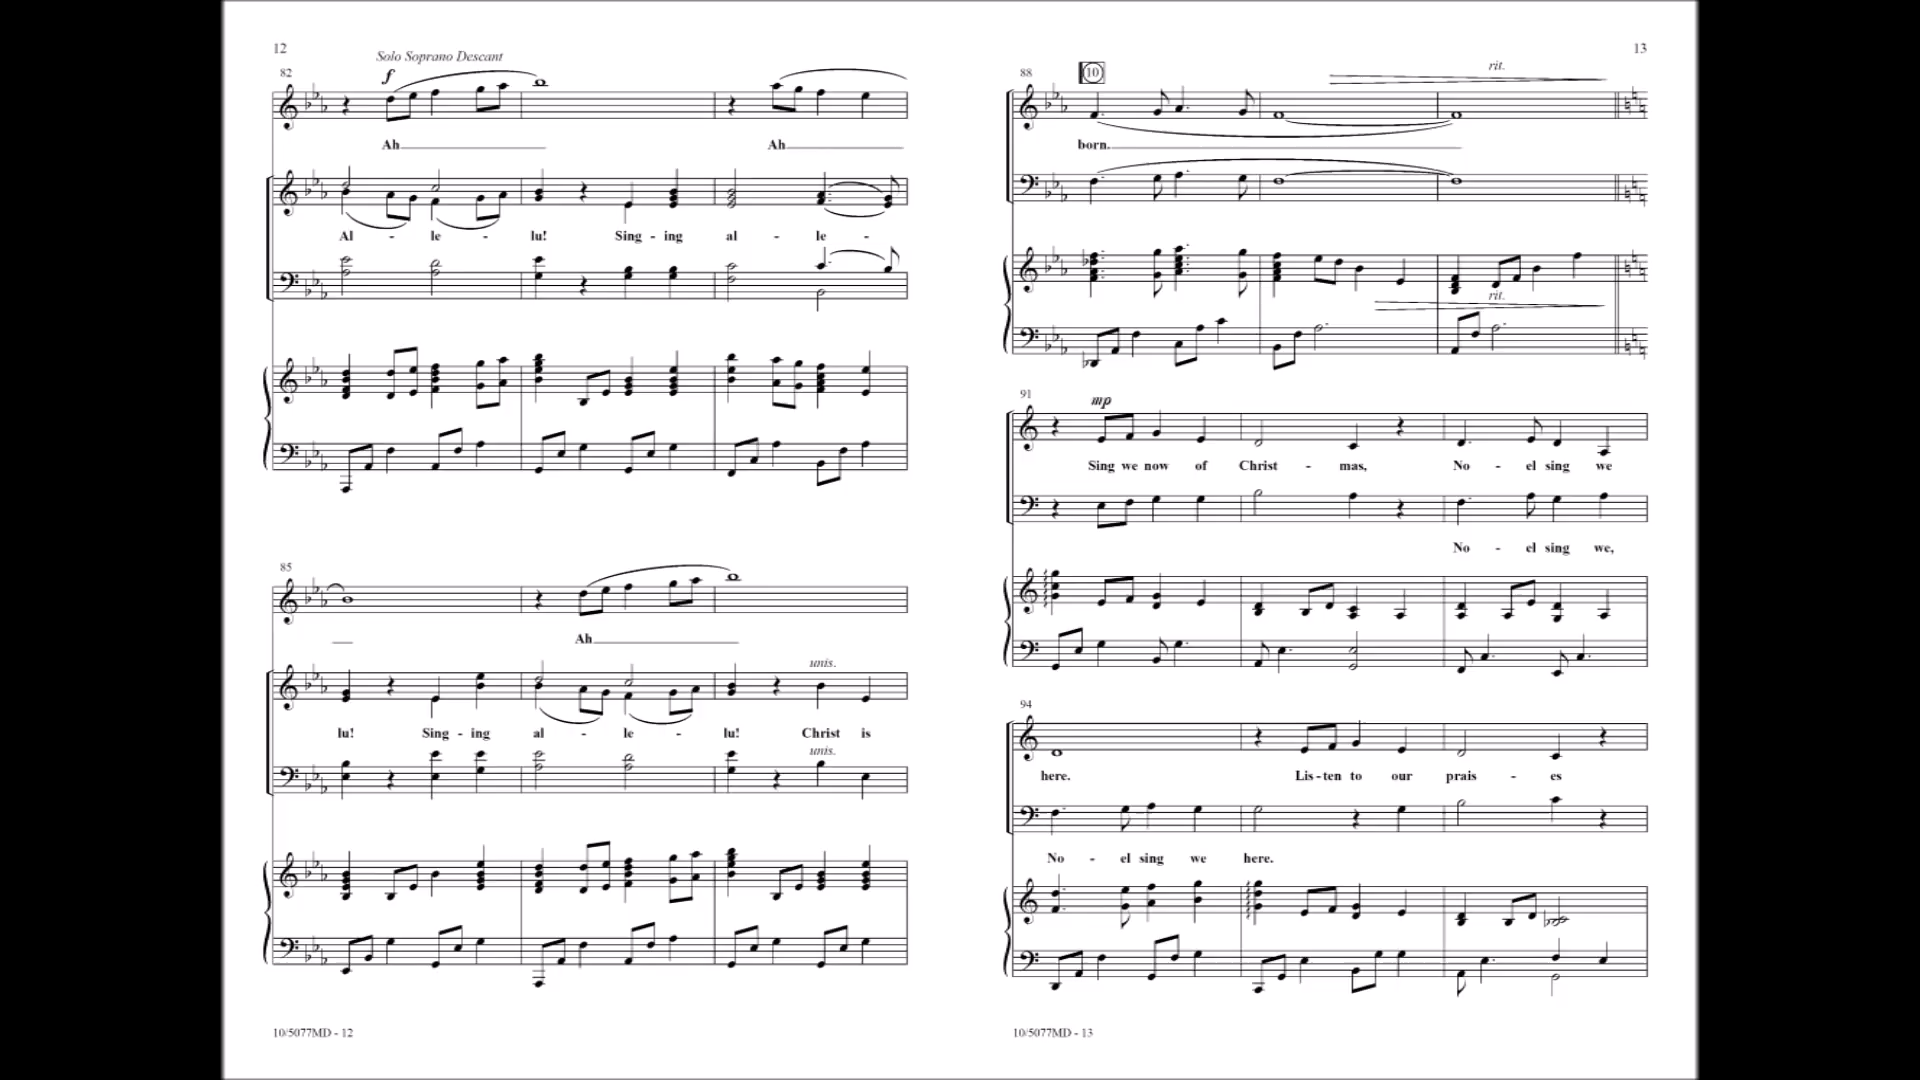 12
Solo Soprano Descant
82
f
Ah Ah
Al - le - lu! Sing - ing al - le -
85
Ah
unis.
lu! Sing - ing al - le - lu! Christ is
unis.
10/5077MD - 12
13
88
10
rit.
born.
rit.
91
mp
Sing we now of Christ - mas, No - el sing we
No - el sing we,
94
here. Lis - ten to our prais - es
No - el sing we here.
10/5077MD - 13